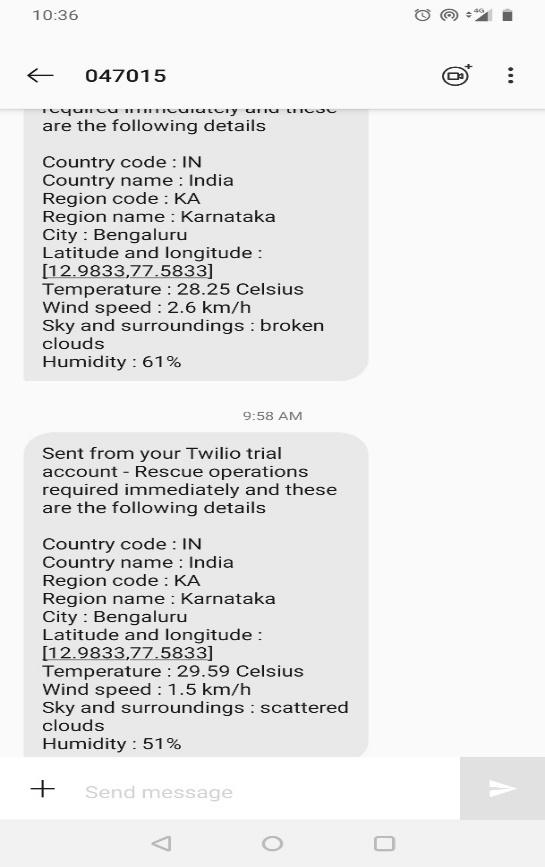 10:36
4G
047015
required immediately and these
are the following details
Country code : IN
Country name : India
Region code : KA
Region name : Karnataka
City : Bengaluru
Latitude and longitude :
[12.9833,77.5833]
Temperature : 28.25 Celsius
Wind speed : 2.6 km/h
Sky and surroundings : broken
clouds
Humidity : 61%
9:58 AM
Sent from your Twilio trial
account - Rescue operations
required immediately and these
are the following details
Country code : IN
Country name : India
Region code : KA
Region name : Karnataka
City : Bengaluru
Latitude and longitude :
[12.9833,77.5833]
Temperature : 29.59 Celsius
Wind speed : 1.5 km/h
Sky and surroundings : scattered
clouds
Humidity : 51%
Send message